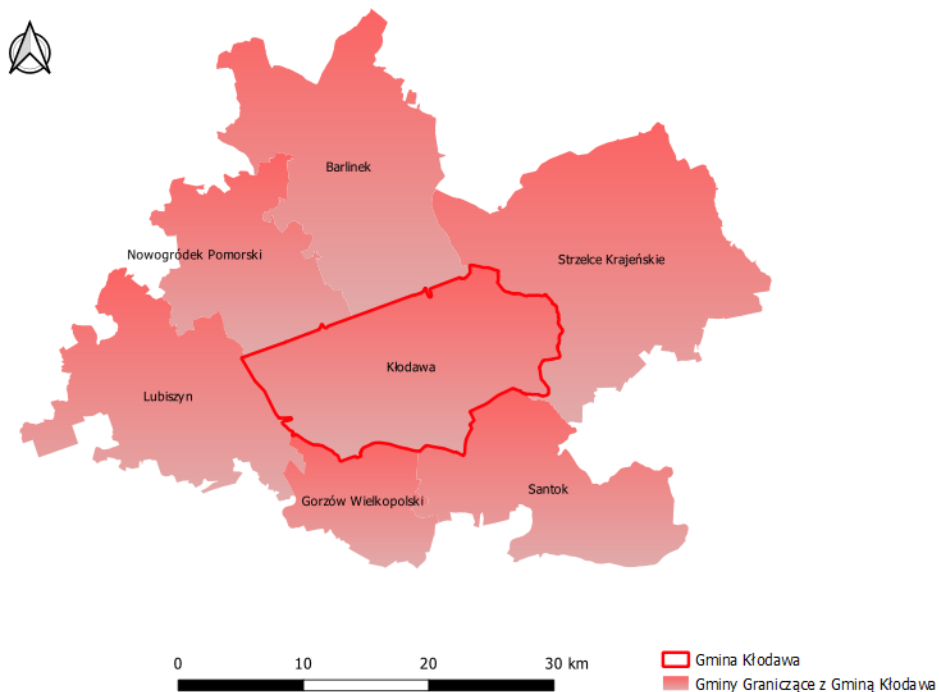 Barlinek
Nowogródek Pomorski
Strzelce Krajeńskie
Kłodawa
Lubiszyn
Santok
Gorzów Wielkopolski
0 10 20 30 km
Gmina Kłodawa
Gminy Graniczące z Gminą Kłodawa